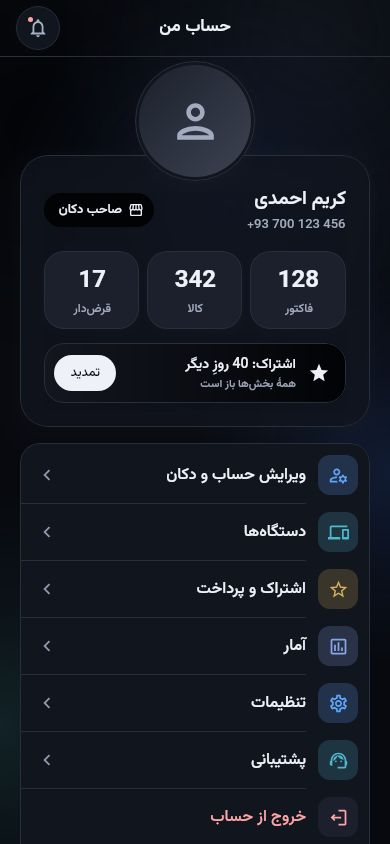 حساب من
کریم احمدی
صاحب دکان
+93 700 123 456
128
342
17
فاکتور
کالا
قرض‌دار
اشتراک: 40 روزِ دیگر
همهٔ بخش‌ها باز است
تمدید
ویرایش حساب و دکان
دستگاه‌ها
اشتراک و پرداخت
آمار
تنظیمات
پشتیبانی
خروج از حساب